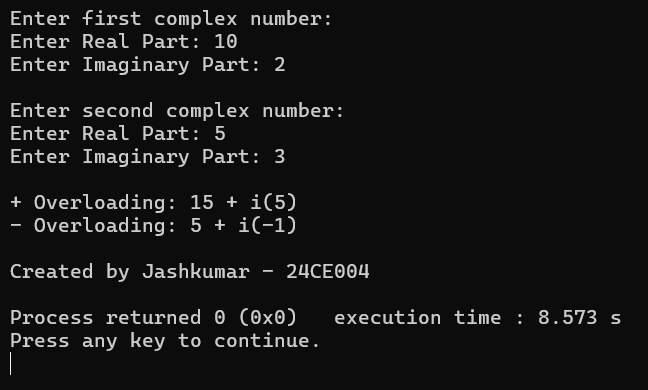 Enter first complex number:
Enter Real Part: 10
Enter Imaginary Part: 2
Enter second complex number:
Enter Real Part: 5
Enter Imaginary Part: 3
+ Overloading: 15 + i(5)
- Overloading: 5 + i(-1)
Created by Jashkumar - 24CE004
Process returned 0 (0x0)   execution time : 8.573 s
Press any key to continue.